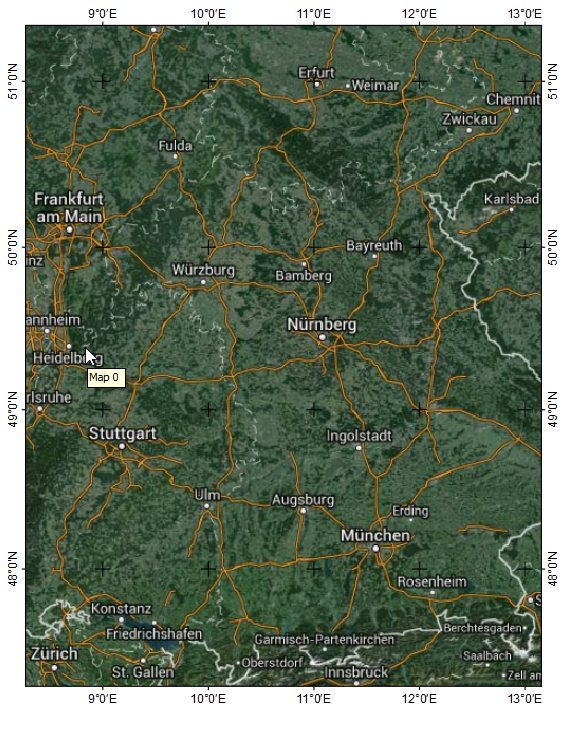 9°0'E 10°0'E 11°0'E 12°0'E 13°0'E
51°0'N 51°0'N
Erfurt
Weimar
Chemnit
Zwickau
Fulda
Karlsbad
Frankfurt
am Main
50°0'N 50°0'N
Bayreuth
nz
Würzburg
Bamberg
annheim
Nürnberg
Heidelberg
Map 0
rlsruhe
49°0'N 49°0'N
Stuttgart
Ingolstadt
Ulm
Augsburg
Erding
München
48°0'N 48°0'N
Rosenheim
Konstanz
S
Friedrichshafen
Berchtesgaden
Garmisch-Partenkirchen
Zürich
Oberstdorf
Saalbach
St. Gallen
Innsbruck
Zell an
9°0'E 10°0'E 11°0'E 12°0'E 13°0'E